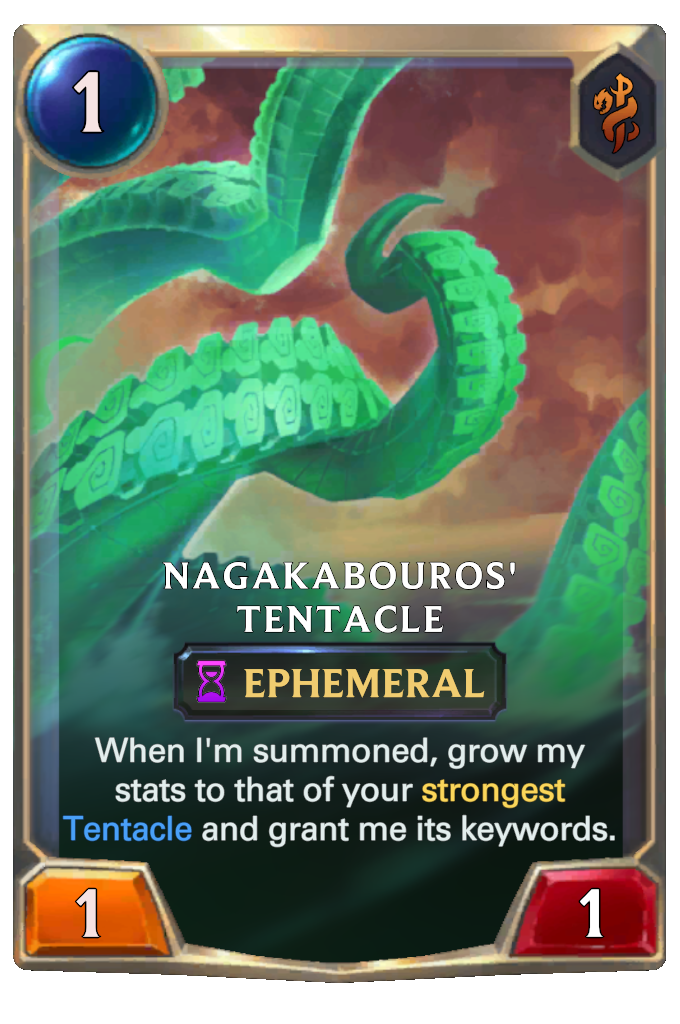 1
NAGAKABOUROS'
TENTACLE
EPHEMERAL
When I'm summoned, grow my
stats to that of your strongest
Tentacle and grant me its keywords.
1
1